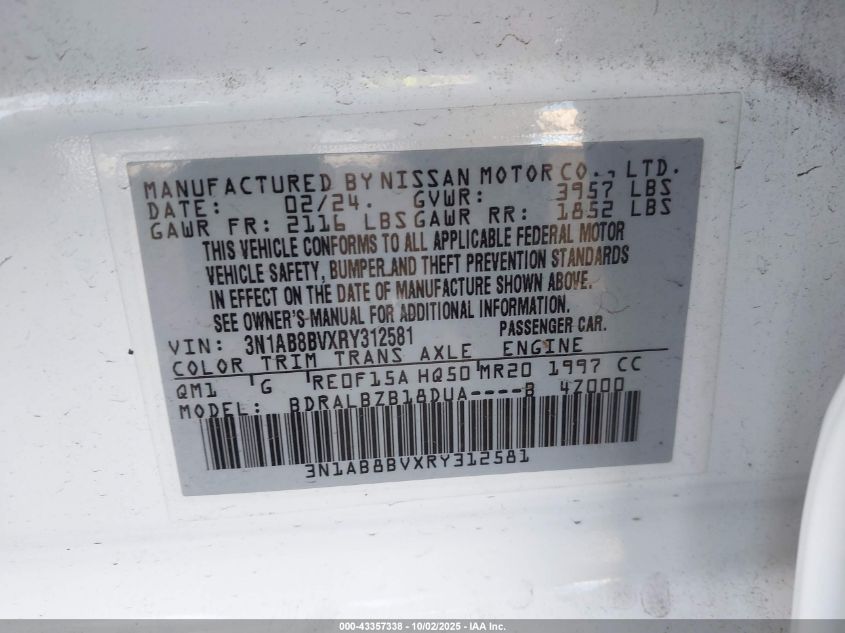 MANUFACTURED BY NISSAN MOTOR CO., LTD.
DATE: 02/24. GVWR: 3957 LBS
GAWR FR: 2116 LBS GAWR RR: 1852 LBS
THIS VEHICLE CONFORMS TO ALL APPLICABLE FEDERAL MOTOR
VEHICLE SAFETY, BUMPER AND THEFT PREVENTION STANDARDS
IN EFFECT ON THE DATE OF MANUFACTURE SHOWN ABOVE.
SEE OWNER'S MANUAL FOR ADDITIONAL INFORMATION.
VIN: 3N1AB8BVXRY312581 PASSENGER CAR.
COLOR TRIM TRANS AXLE ENGINE
QM1 G RE0F15A HQ50 MR20 1997 CC
MODEL: BDRALBZB18DUA----B 4Z000
3N1AB8BVXRY312581
000-43357338 - 10/02/2025 - IAA Inc.